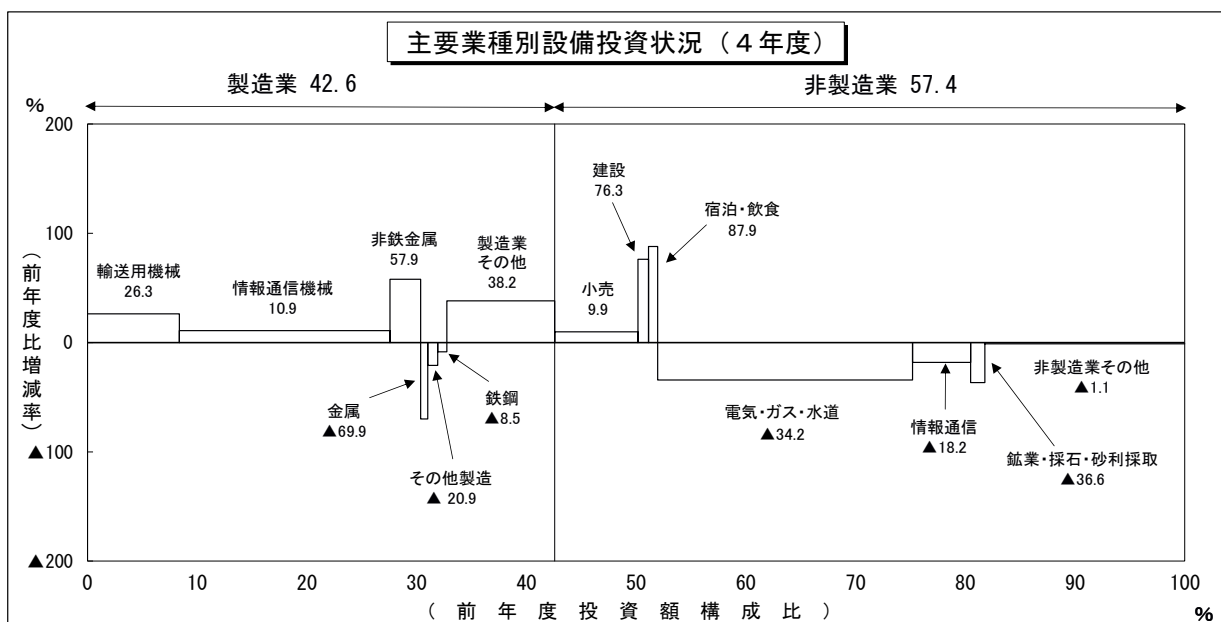 主要業種別設備投資状況（４年度）
製造業 42.6
非製造業 57.4
%
200
100
0
▲100
▲200
（前年度比増減率）
輸送用機械
26.3
情報通信機械
10.9
非鉄金属
57.9
金属
▲69.9
その他製造
▲ 20.9
鉄鋼
▲8.5
製造業
その他
38.2
小売
9.9
建設
76.3
宿泊・飲食
87.9
電気・ガス・水道
▲34.2
情報通信
▲18.2
鉱業・採石・砂利採取
▲36.6
非製造業その他
▲1.1
0 10 20 30 40 50 60 70 80 90 100
（ 前 年 度 投 資 額 構 成 比 ）
%